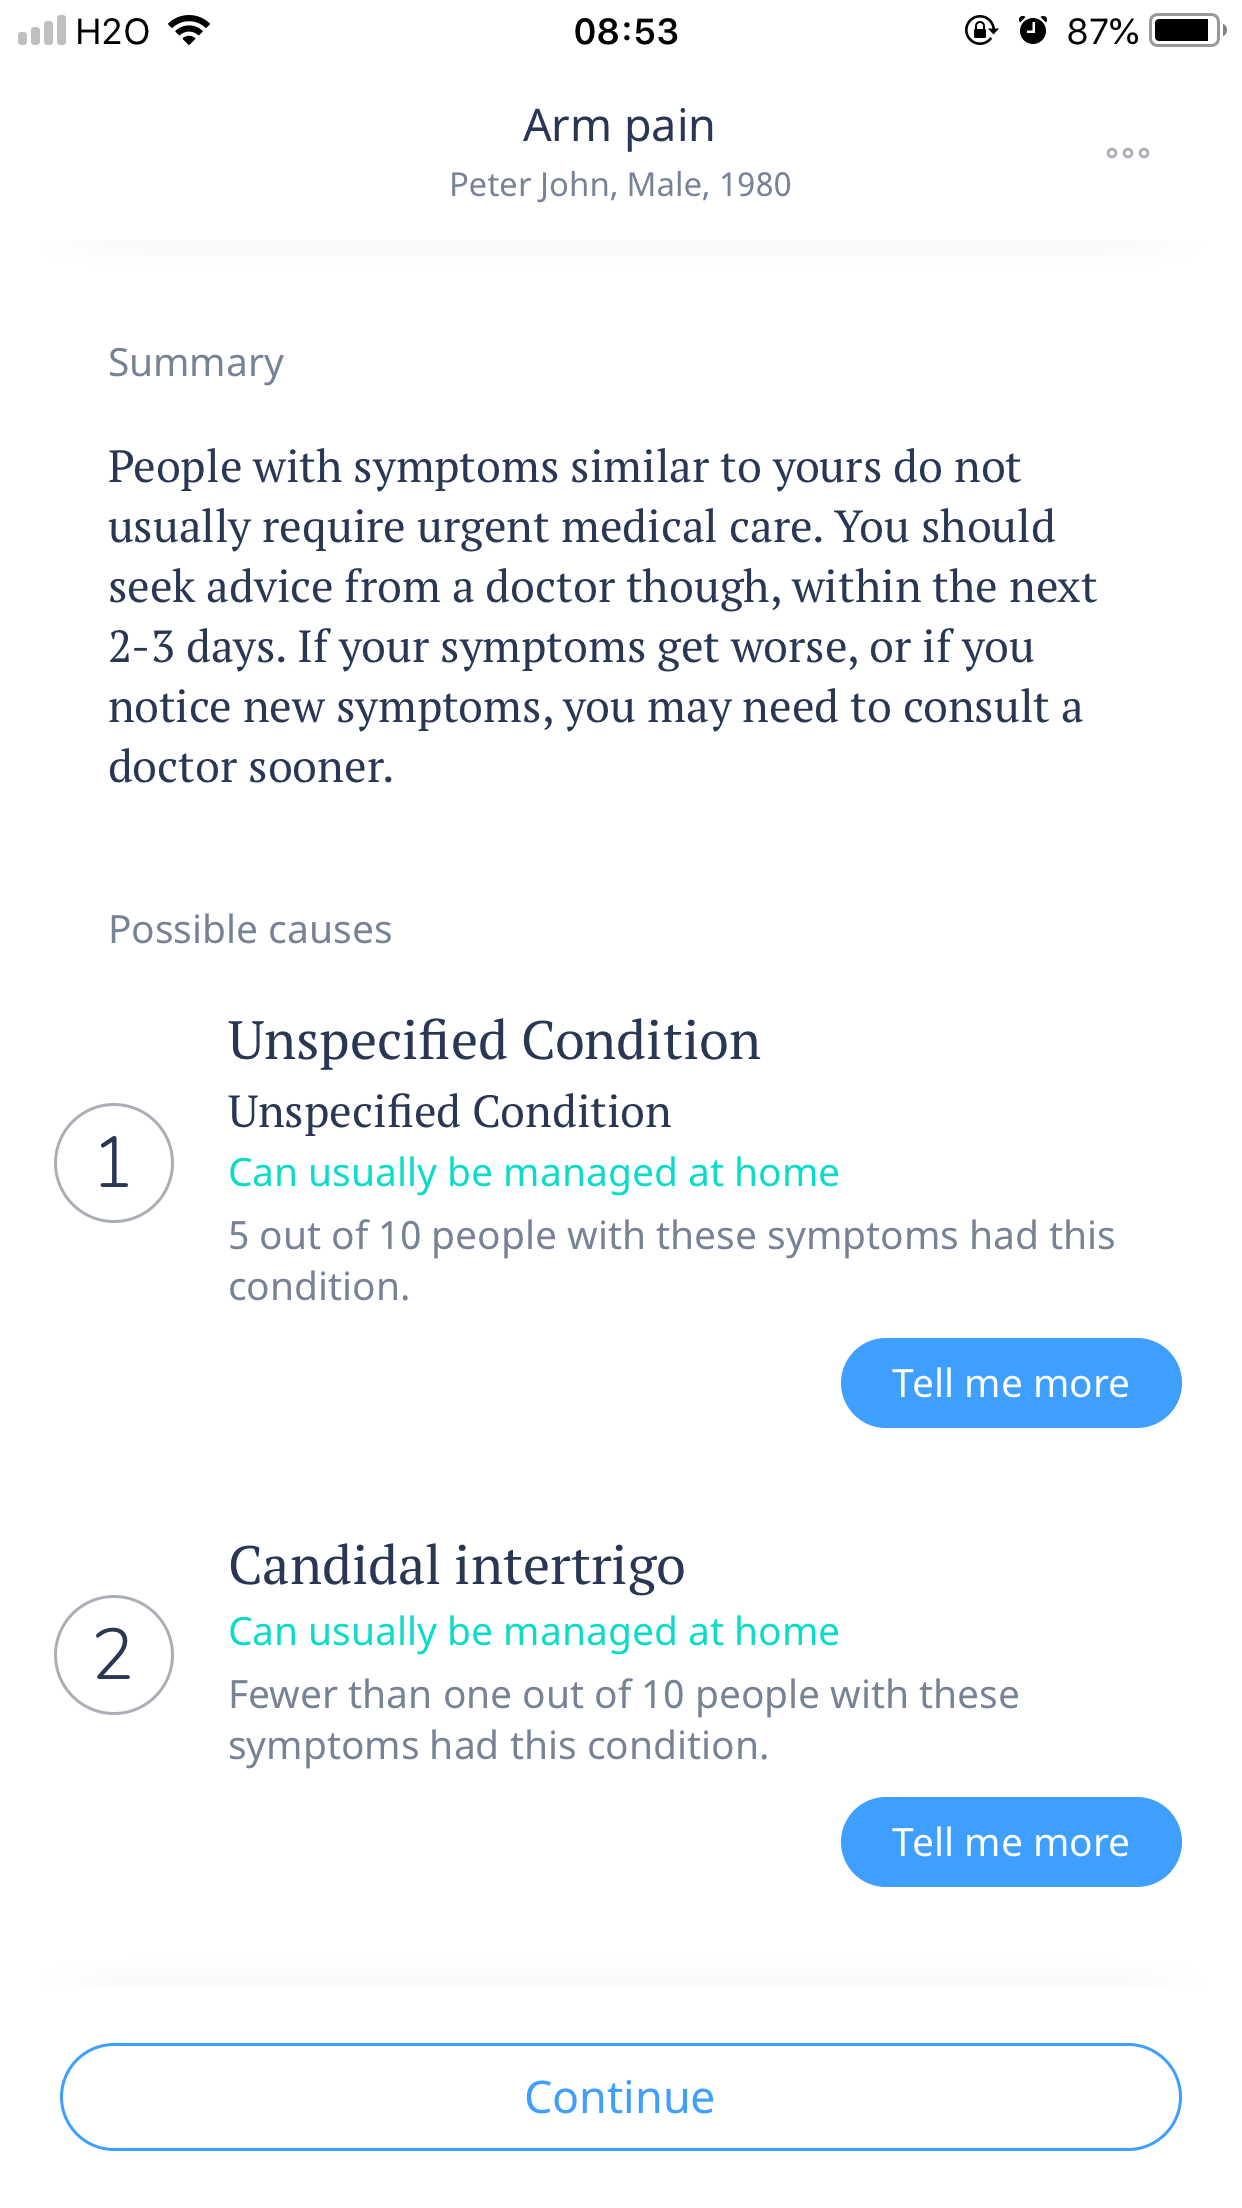 H2O 08:53 87%
Arm pain
Peter John, Male, 1980
Summary
People with symptoms similar to yours do not
usually require urgent medical care. You should
seek advice from a doctor though, within the next
2-3 days. If your symptoms get worse, or if you
notice new symptoms, you may need to consult a
doctor sooner.
Possible causes
1
Unspecified Condition
Unspecified Condition
Can usually be managed at home
5 out of 10 people with these symptoms had this
condition.
Tell me more
2
Candidal intertrigo
Can usually be managed at home
Fewer than one out of 10 people with these
symptoms had this condition.
Tell me more
Continue